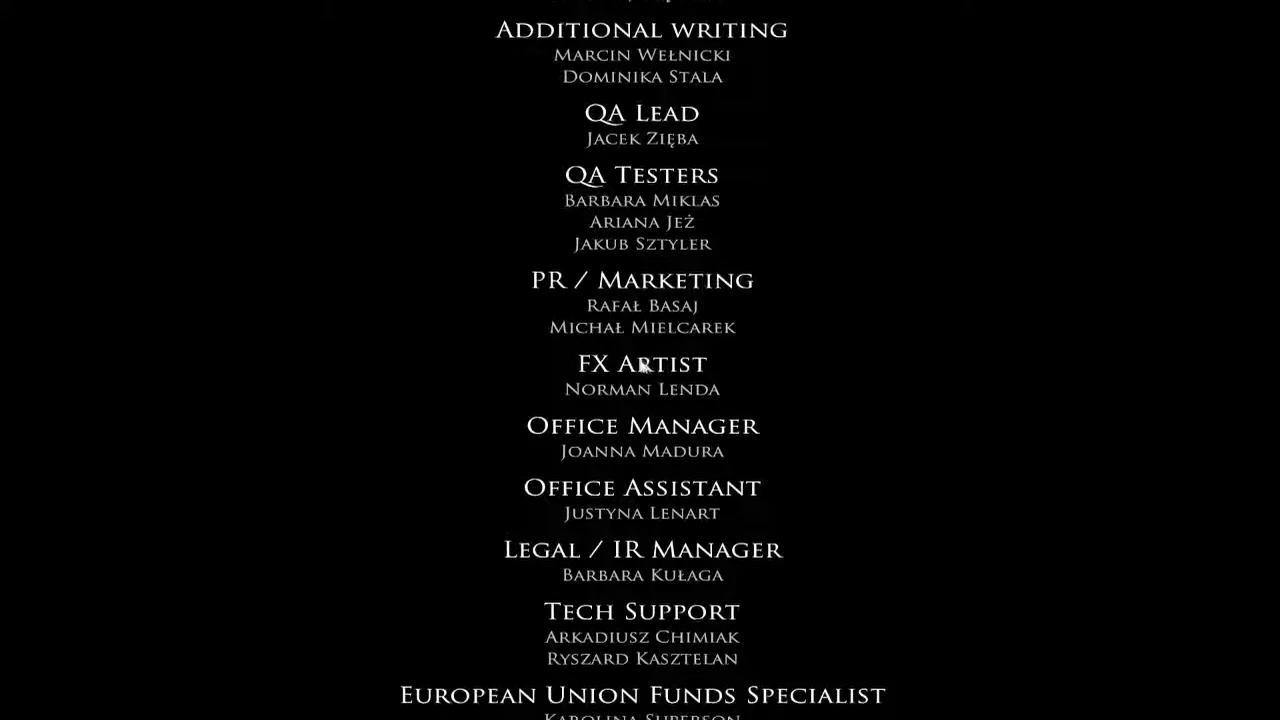 Additional writing
Marcin Wełnicki
Dominika Stala
QA Lead
Jacek Zięba
QA Testers
Barbara Miklas
Ariana Jeż
Jakub Sztyler
PR / Marketing
Rafał Basaj
Michał Mielcarek
FX Artist
Norman Lenda
Office Manager
Joanna Madura
Office Assistant
Justyna Lenart
Legal / IR Manager
Barbara Kułaga
Tech Support
Arkadiusz Chimiak
Ryszard Kasztelan
European Union Funds Specialist
Karolina Superson